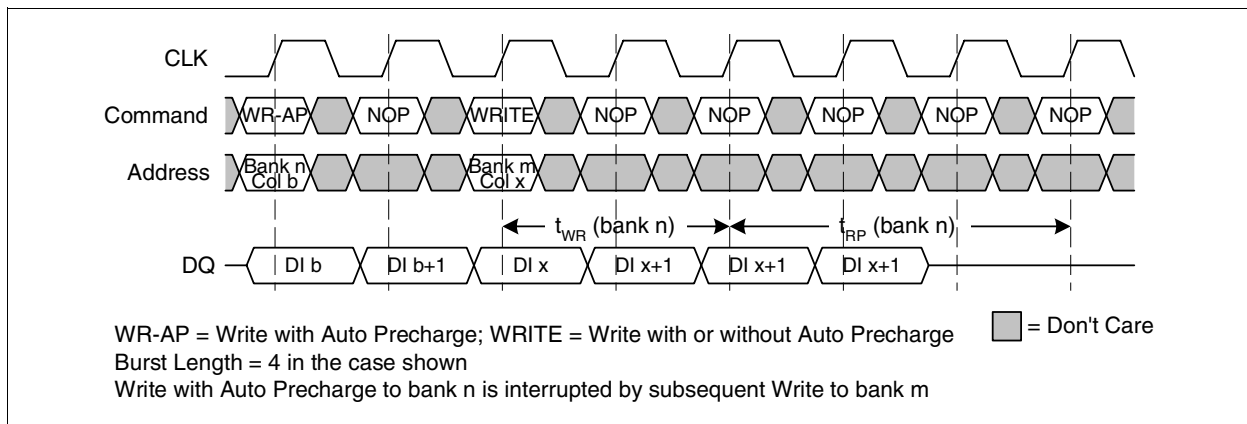 CLK
Command WR-AP NOP WRITE NOP NOP NOP NOP NOP
Address Bank n Col b Bank m Col x
tWR (bank n) tRP (bank n)
DQ DI b DI b+1 DI x DI x+1 DI x+1 DI x+1
WR-AP = Write with Auto Precharge; WRITE = Write with or without Auto Precharge
= Don't Care
Burst Length = 4 in the case shown
Write with Auto Precharge to bank n is interrupted by subsequent Write to bank m